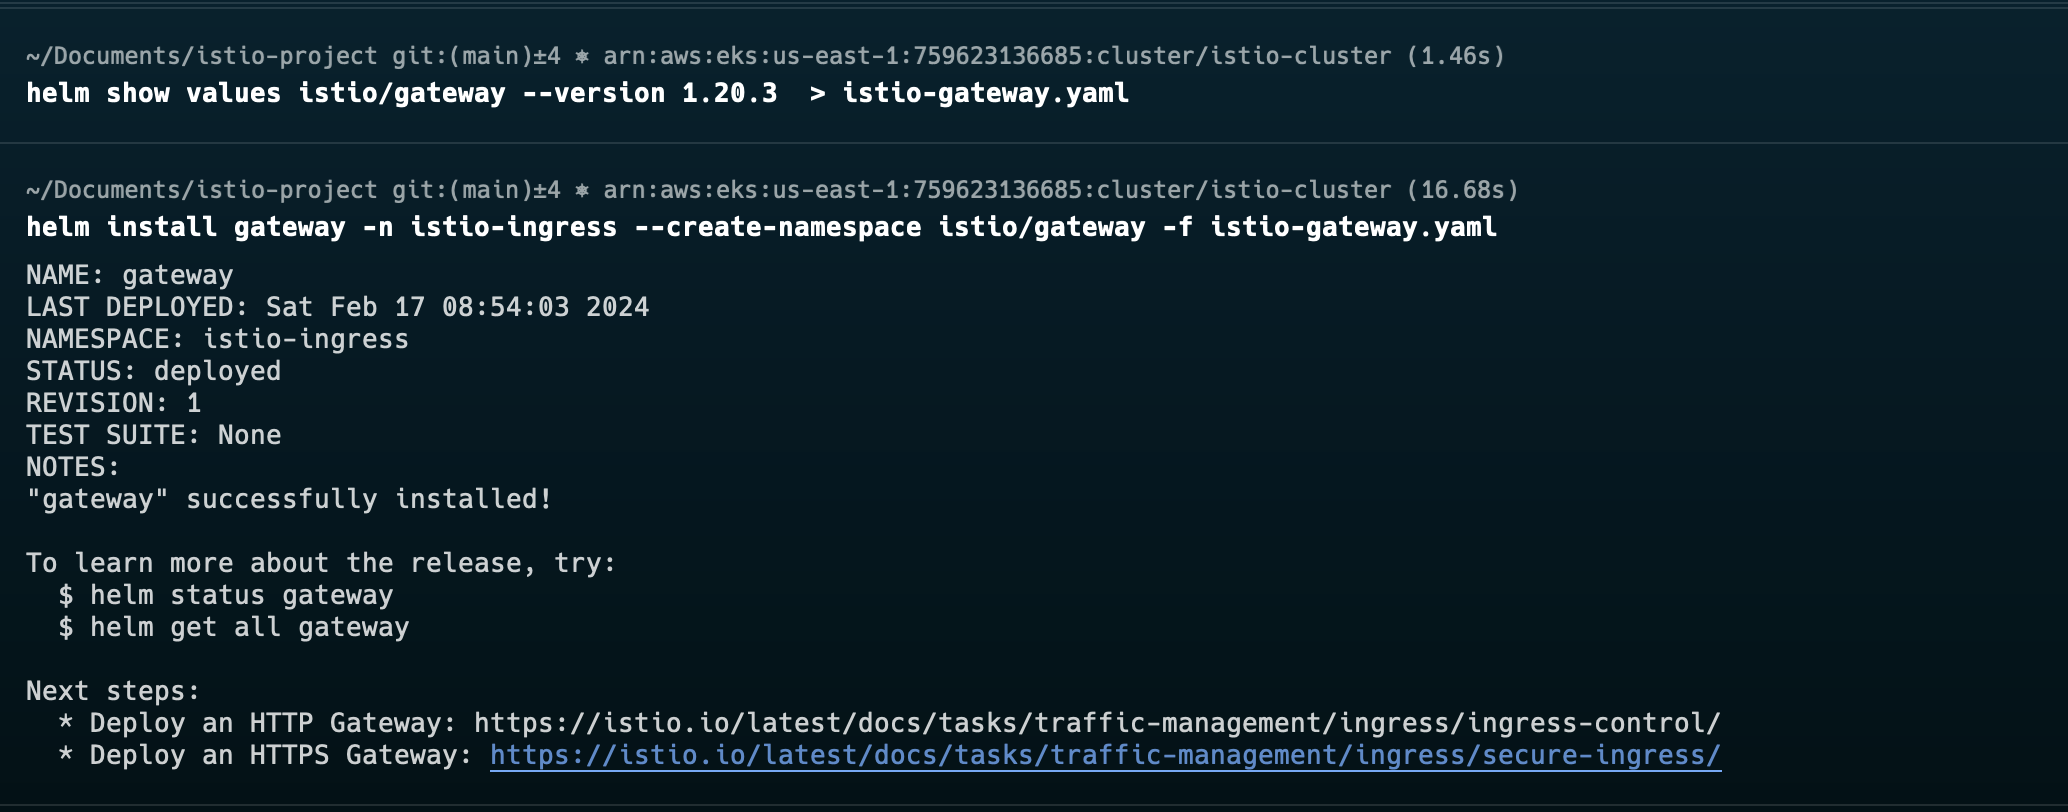 ~/Documents/istio-project git:(main)±4 ⎈ arn:aws:eks:us-east-1:759623136685:cluster/istio-cluster (1.46s)
helm show values istio/gateway --version 1.20.3  > istio-gateway.yaml
~/Documents/istio-project git:(main)±4 ⎈ arn:aws:eks:us-east-1:759623136685:cluster/istio-cluster (16.68s)
helm install gateway -n istio-ingress --create-namespace istio/gateway -f istio-gateway.yaml
NAME: gateway
LAST DEPLOYED: Sat Feb 17 08:54:03 2024
NAMESPACE: istio-ingress
STATUS: deployed
REVISION: 1
TEST SUITE: None
NOTES:
"gateway" successfully installed!
To learn more about the release, try:
  $ helm status gateway
  $ helm get all gateway
Next steps:
  * Deploy an HTTP Gateway: https://istio.io/latest/docs/tasks/traffic-management/ingress/ingress-control/
  * Deploy an HTTPS Gateway: https://istio.io/latest/docs/tasks/traffic-management/ingress/secure-ingress/